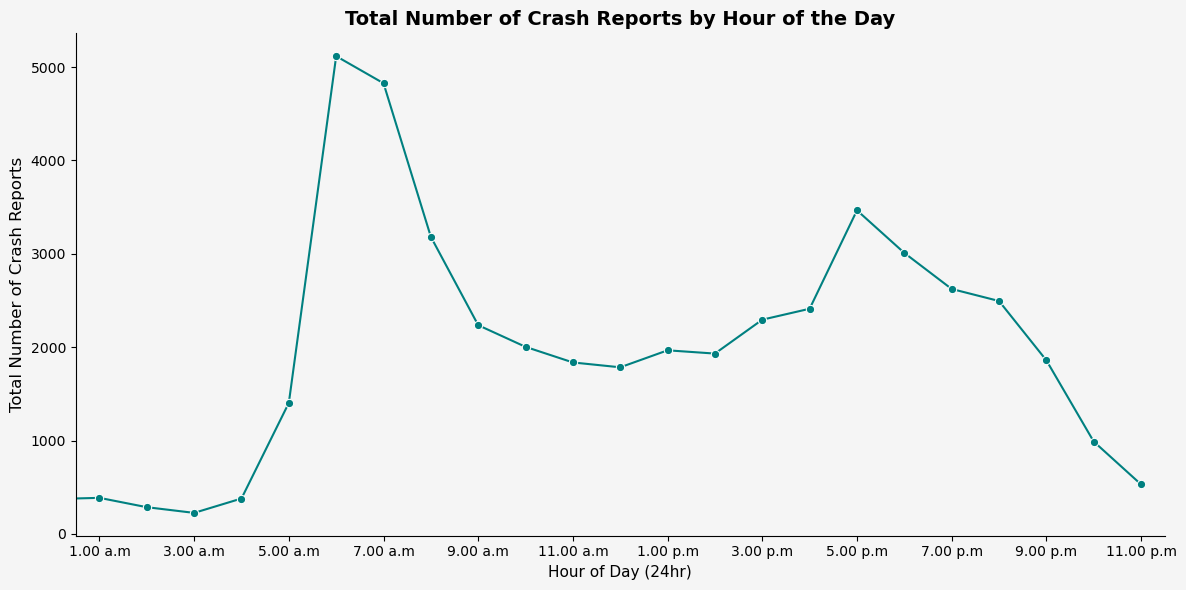 Total Number of Crash Reports by Hour of the Day
Total Number of Crash Reports
5000
4000
3000
2000
1000
0
1.00 a.m 3.00 a.m 5.00 a.m 7.00 a.m 9.00 a.m 11.00 a.m 1.00 p.m 3.00 p.m 5.00 p.m 7.00 p.m 9.00 p.m 11.00 p.m
Hour of Day (24hr)